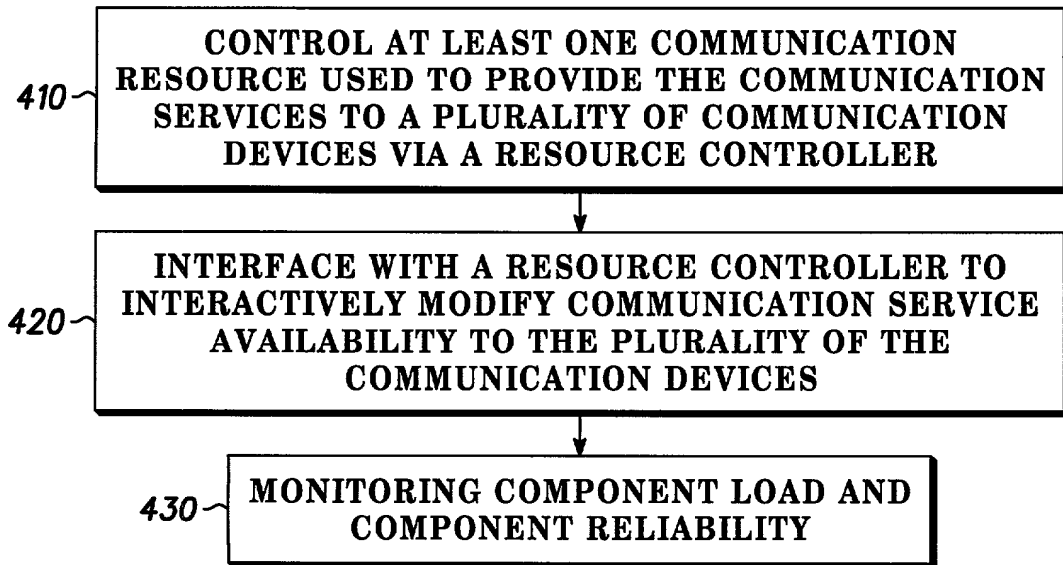 CONTROL AT LEAST ONE COMMUNICATION
RESOURCE USED TO PROVIDE THE COMMUNICATION
410 SERVICES TO A PLURALITY OF COMMUNICATION
DEVICES VIA A RESOURCE CONTROLLER
INTERFACE WITH A RESOURCE CONTROLLER TO
INTERACTIVELY MODIFY COMMUNICATION SERVICE
420 AVAILABILITY TO THE PLURALITY OF THE
COMMUNICATION DEVICES
MONITORING COMPONENT LOAD AND
430 COMPONENT RELIABILITY